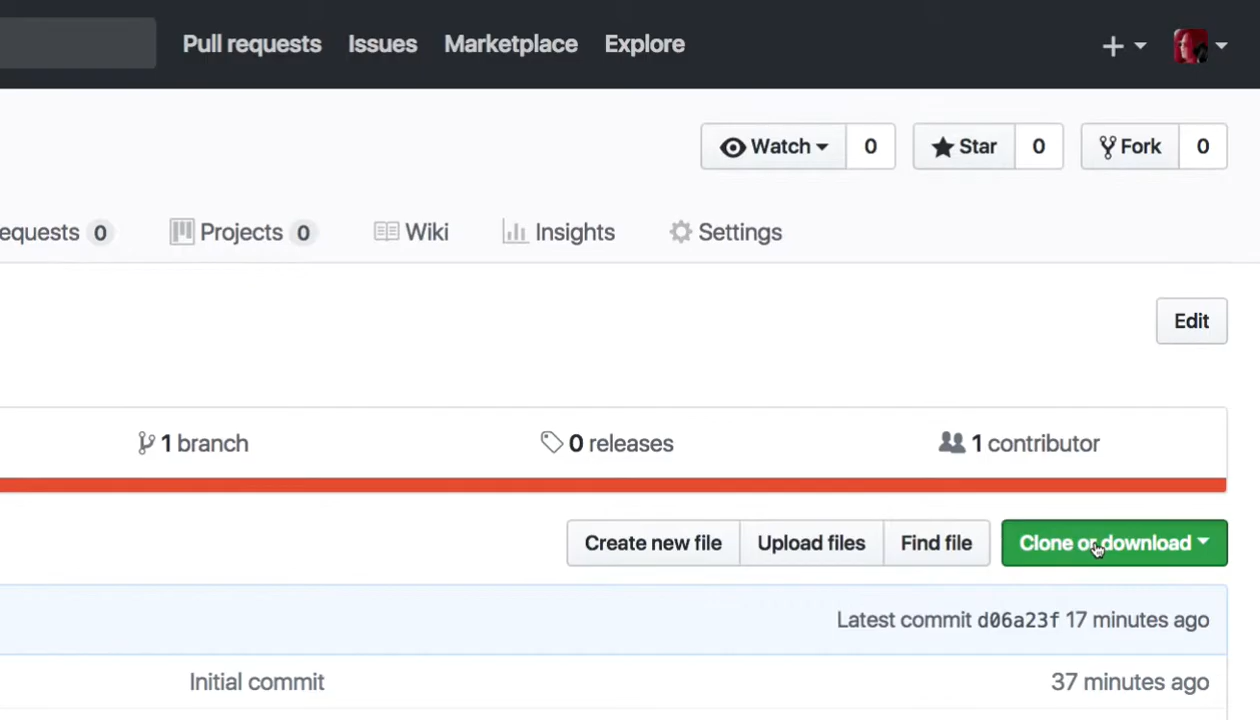 Pull requests Issues Marketplace Explore
Watch 0 Star 0 Fork 0
equests 0 Projects 0 Wiki Insights Settings
Edit
1 branch 0 releases 1 contributor
Create new file Upload files Find file Clone or download
Latest commit d06a23f 17 minutes ago
Initial commit 37 minutes ago